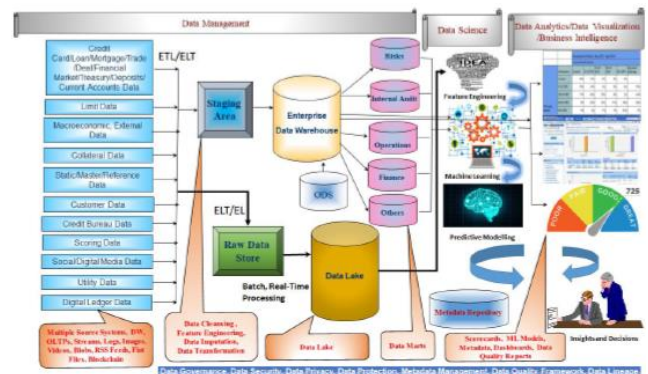 Data Management
Data Science
Data Analytics/Data Visualization
/Business Intelligence
Credit
Card/Loan/Mortgage/Trade
/Deal/Financial
Market/Treasury/Deposits/
Current Accounts Data
Limit Data
Macroeconomic, External Data
Collateral Data
Static/Master/Reference
Data
Customer Data
Credit Bureau Data
Scoring Data
Social/Digital Media Data
Utility Data
Digital Ledger Data
ETL/ELT
Staging
Area
Enterprise
Data Warehouse
ODS
Risks
Internal Audit
Operations
Finance
Others
ELT/EL
Raw Data
Store
Batch, Real-Time
Processing
Data Lake
IDEA
Feature Engineering
Machine Learning
Predictive Modelling
POOR
FAIR
GOOD
GREAT
725
Metadata Repository
Insights and Decisions
Multiple Source Systems, DW,
OLTPs, Streams, Logs, Images,
Videos, Blobs, RSS Feeds, Flat
Files, Blockchain
Data Cleansing,
Feature Engineering,
Data Imputation,
Data Transformation
Data Lake
Data Marts
Scorecards, ML Models,
Metadata, Dashboards, Data
Quality Reports
Data Governance, Data Security, Data Privacy, Data Protection, Metadata Management, Data Quality Framework, Data Lineage